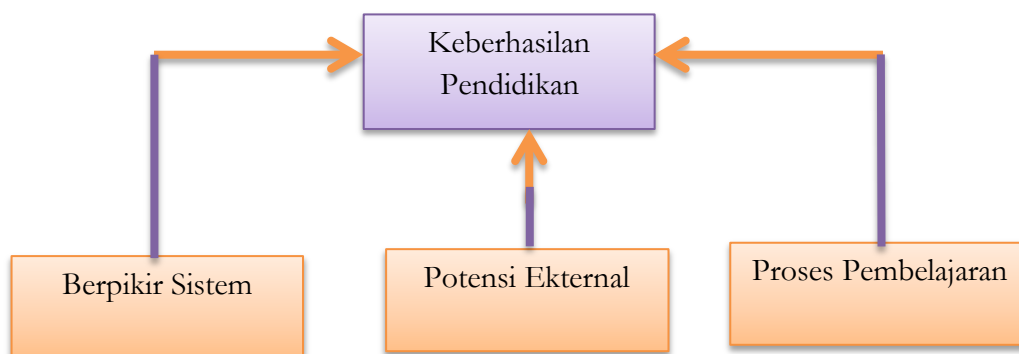 Keberhasilan
Pendidikan
Berpikir Sistem
Potensi Ekternal
Proses Pembelajaran